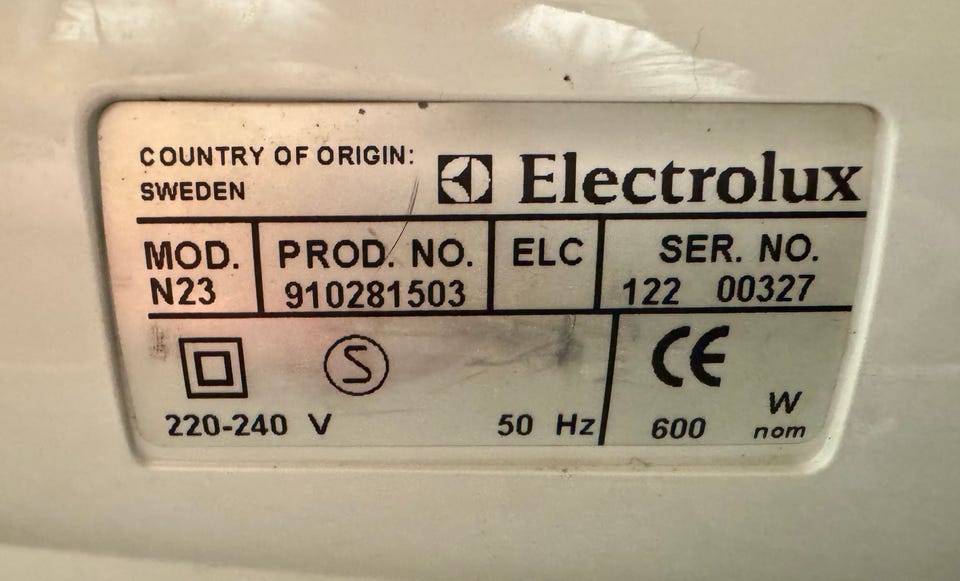 COUNTRY OF ORIGIN:
SWEDEN
Electrolux
MOD. PROD. NO. ELC SER. NO.
N23 910281503 122 00327
S CE
220-240 V 50 Hz 600 W nom